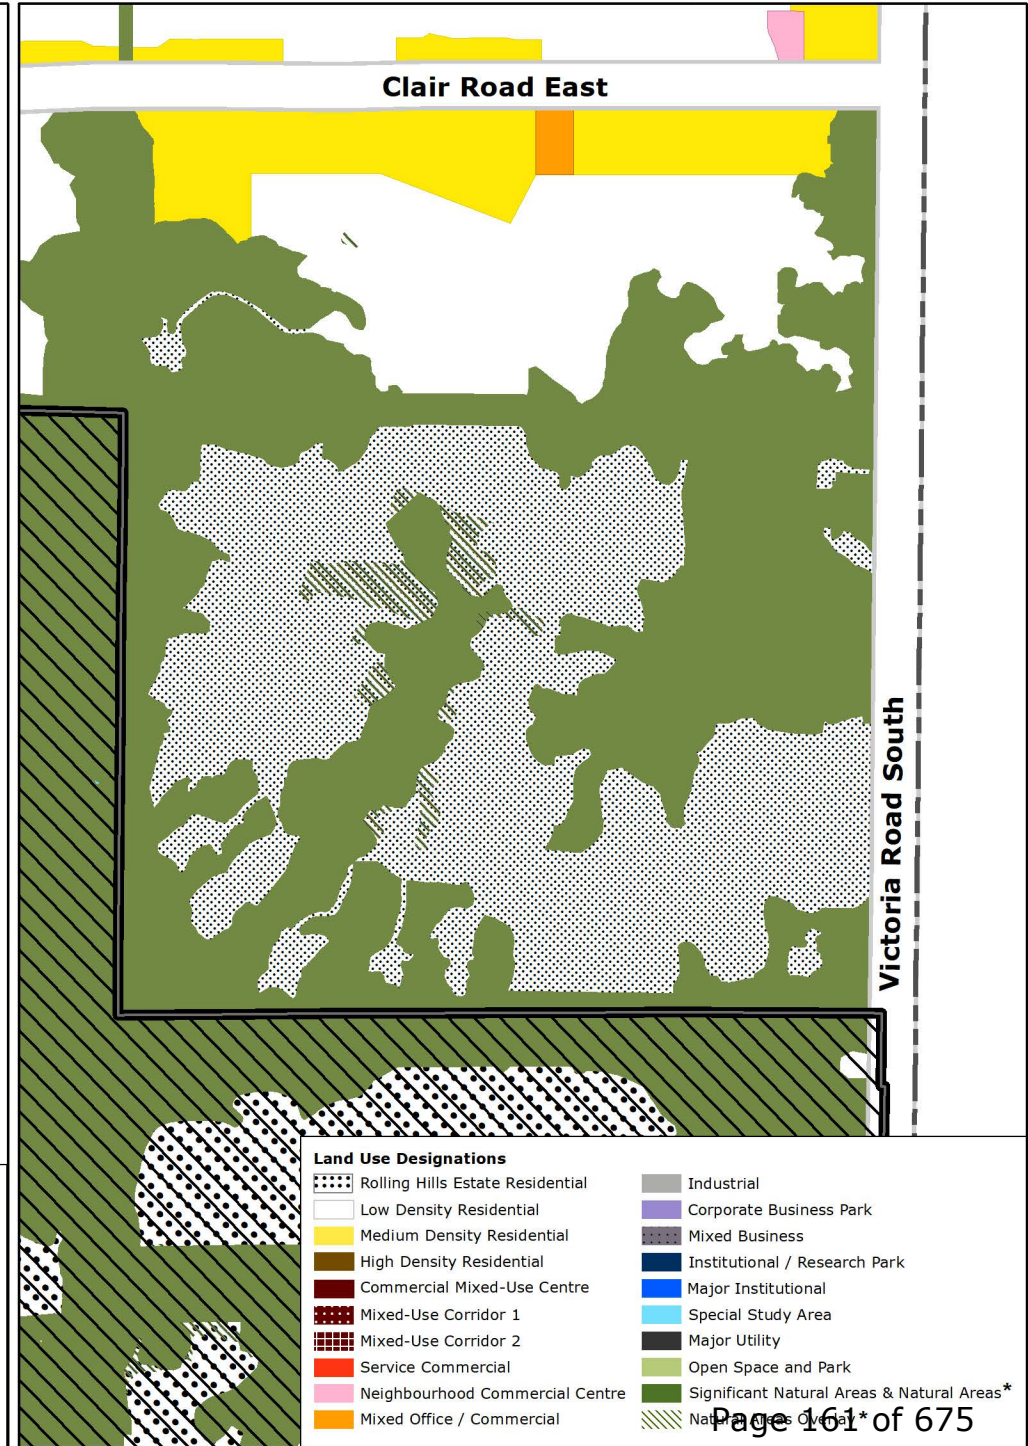 Clair Road East
Victoria Road South
Land Use Designations
Rolling Hills Estate Residential
Low Density Residential
Medium Density Residential
High Density Residential
Commercial Mixed-Use Centre
Mixed-Use Corridor 1
Mixed-Use Corridor 2
Service Commercial
Neighbourhood Commercial Centre
Mixed Office / Commercial
Industrial
Corporate Business Park
Mixed Business
Institutional / Research Park
Major Institutional
Special Study Area
Major Utility
Open Space and Park
Significant Natural Areas & Natural Areas*
Natural Areas Overlay*
Page 161 of 675